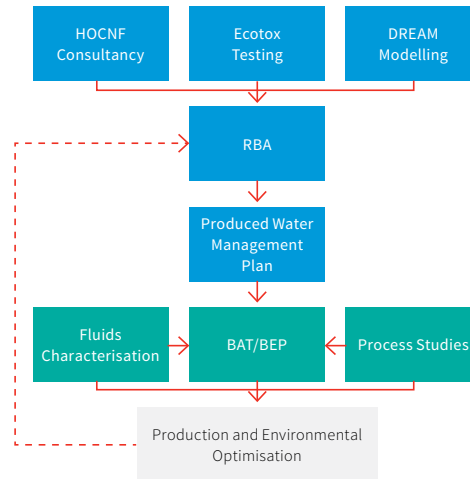 HOCNF
Consultancy
Ecotox
Testing
DREAM
Modelling
RBA
Produced Water
Management
Plan
Fluids
Characterisation
BAT/BEP
Process Studies
Production and Environmental
Optimisation